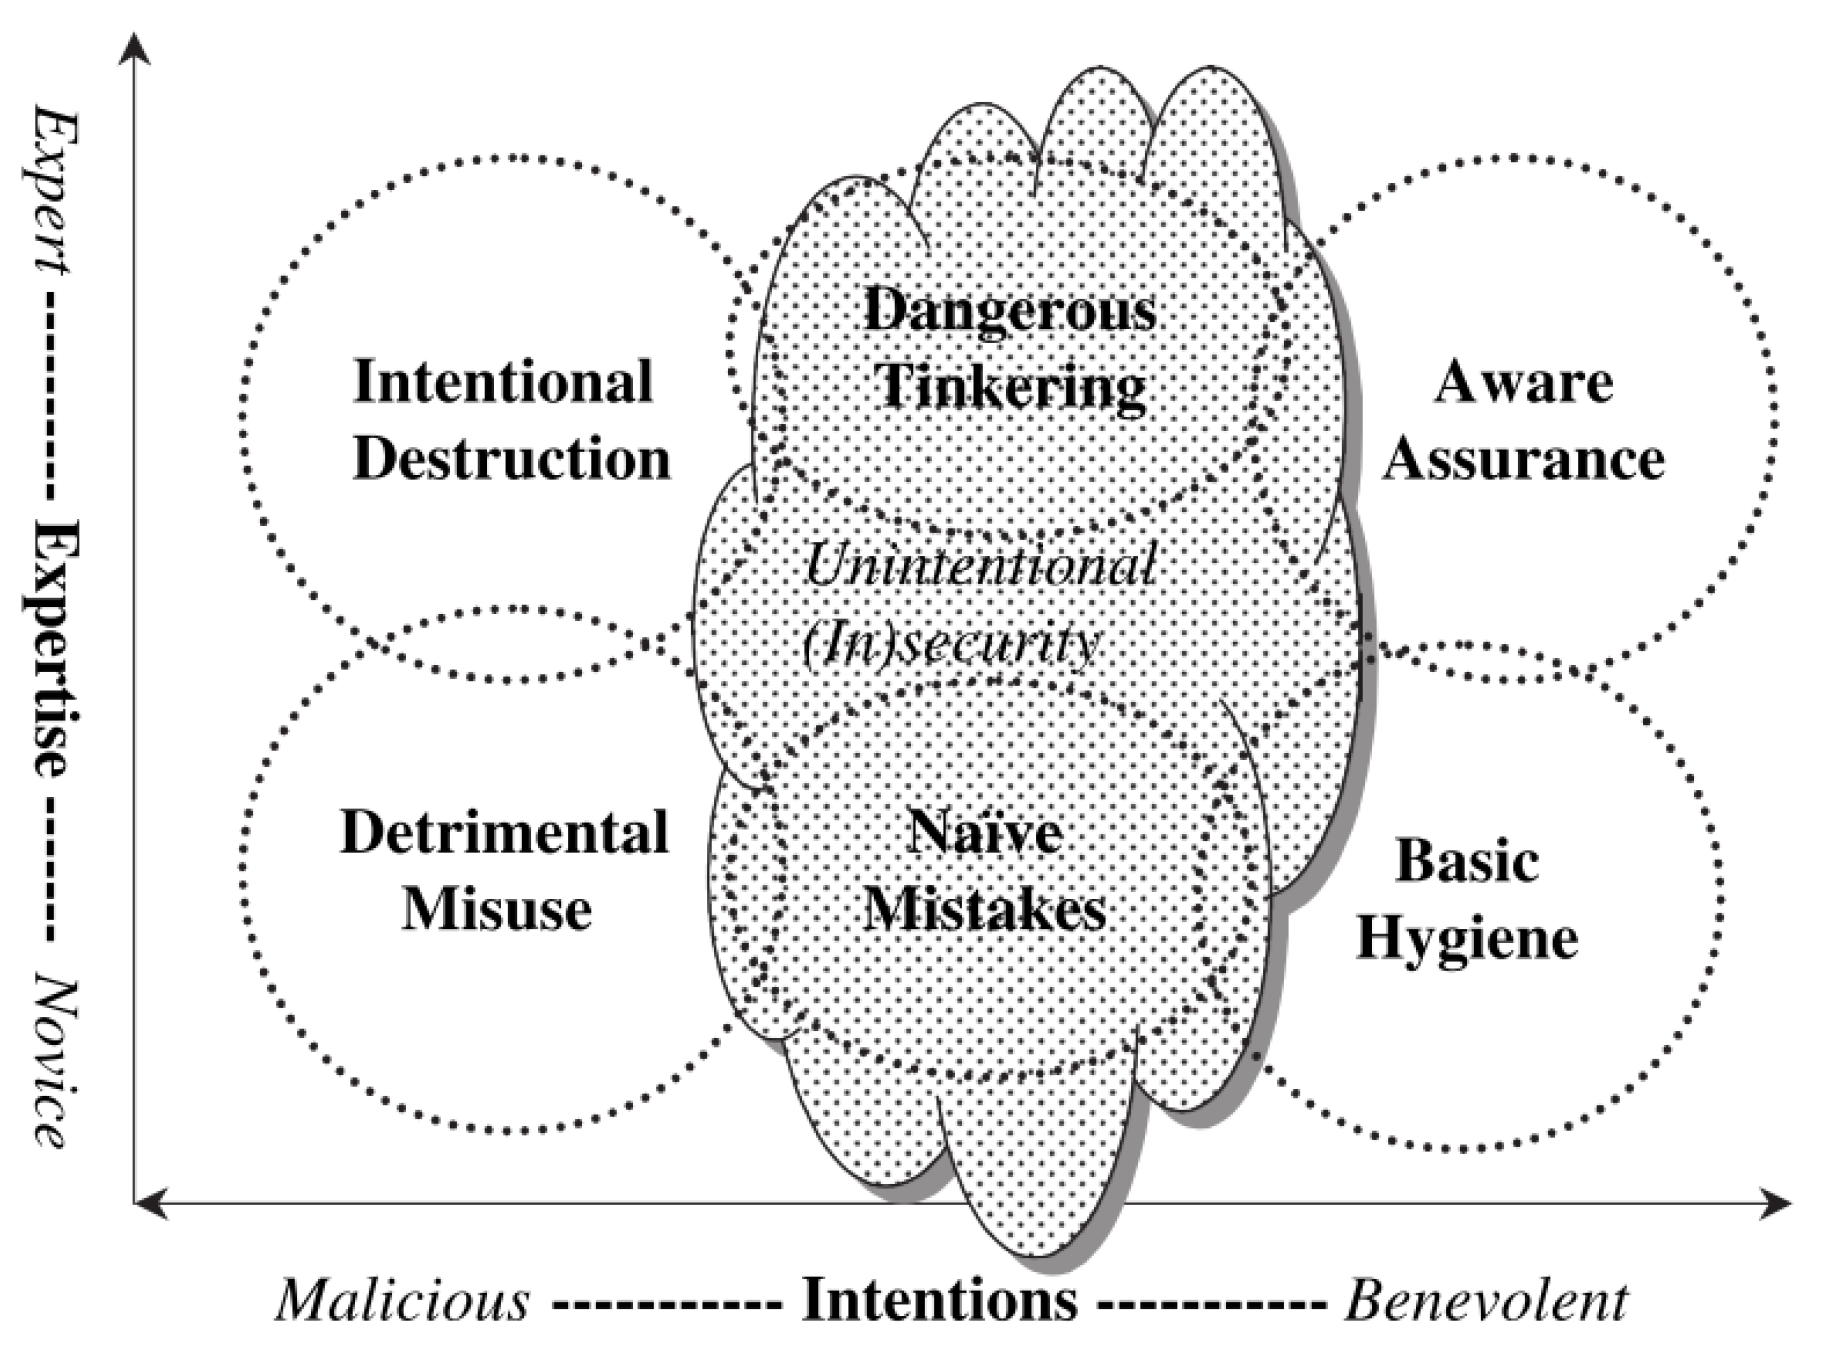 Expert ---------- Expertise ------- Novice
Intentional
Destruction
Dangerous
Tinkering
Aware
Assurance
Unintentional
(In)security
Detrimental
Misuse
Naïve
Mistakes
Basic
Hygiene
Malicious ----------- Intentions ----------- Benevolent